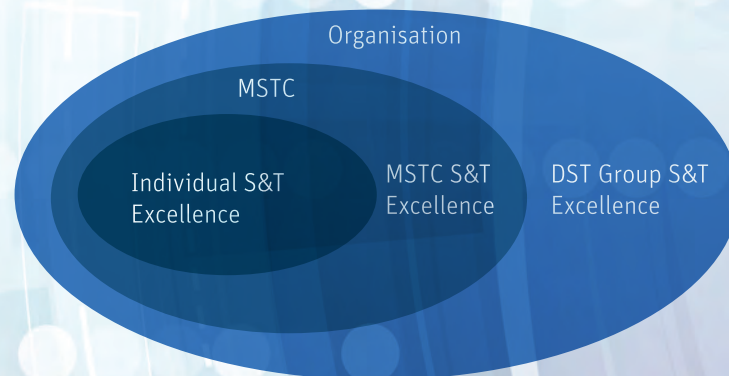 Organisation
MSTC
Individual S&T
Excellence
MSTC S&T
Excellence
DST Group S&T
Excellence